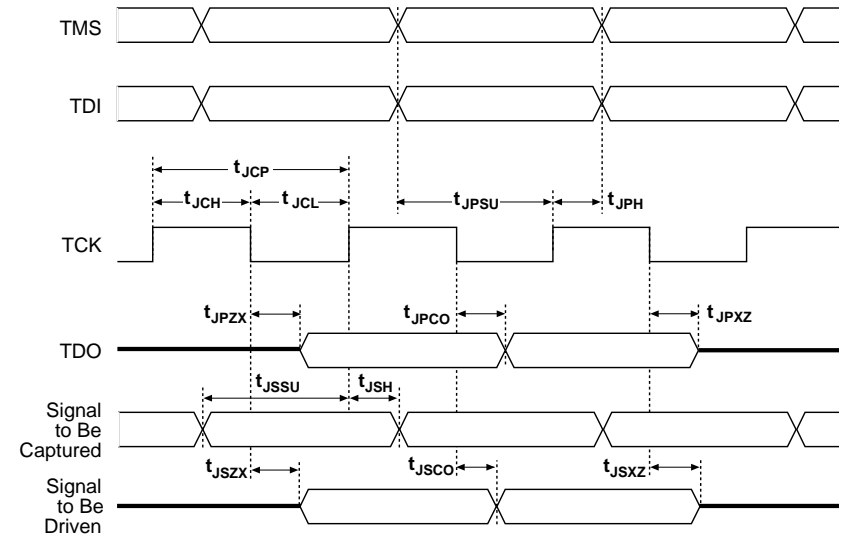 TMS
TDI
tJCP
tJCH
tJCL
tJPSU
tJPH
TCK
tJPZX
tJPCO
tJPXZ
TDO
tJSSU
tJSH
Signal
to Be
Captured
tJSZX
tJSCO
tJSXZ
Signal
to Be
Driven